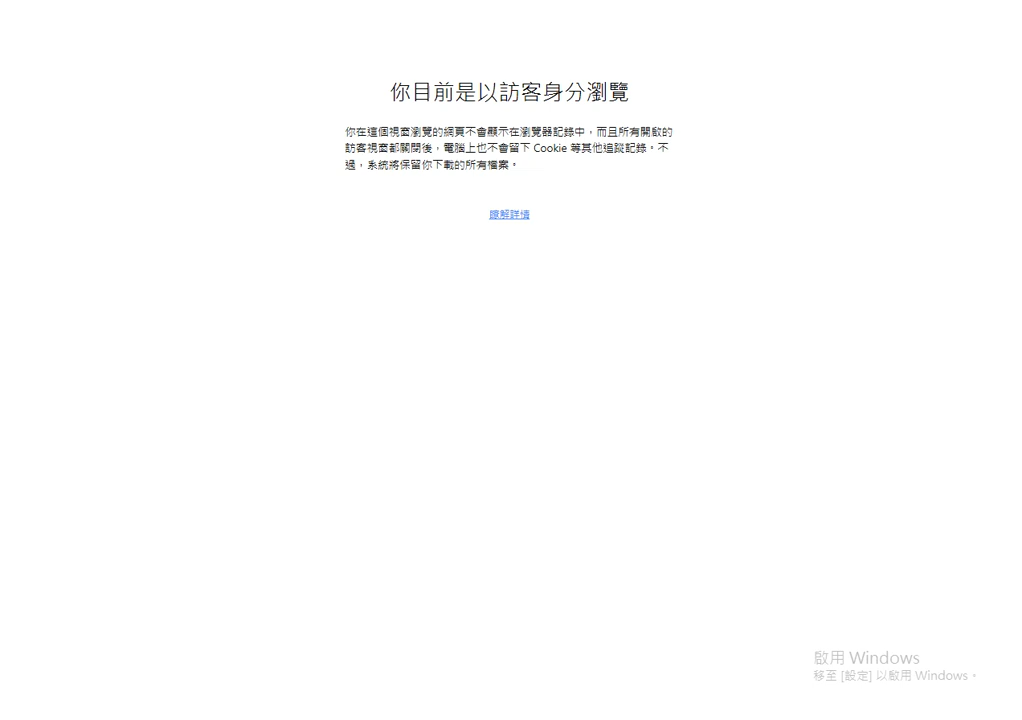 你目前是以訪客身分瀏覽
你在這個視窗瀏覽的網頁不會顯示在瀏覽器記錄中，而且所有開啟的
訪客視窗都關閉後，電腦上也不會留下 Cookie 等其他追蹤記錄。不
過，系統將保留你下載的所有檔案。
瞭解詳情
啟用 Windows
移至 [設定] 以啟用 Windows。